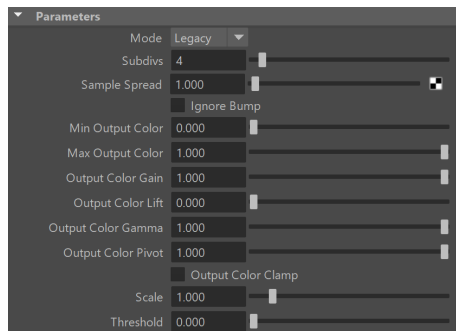 Parameters
Mode Legacy
Subdivs 4
Sample Spread 1.000
Ignore Bump
Min Output Color 0.000
Max Output Color 1.000
Output Color Gain 1.000
Output Color Lift 0.000
Output Color Gamma 1.000
Output Color Pivot 1.000
Output Color Clamp
Scale 1.000
Threshold 0.000